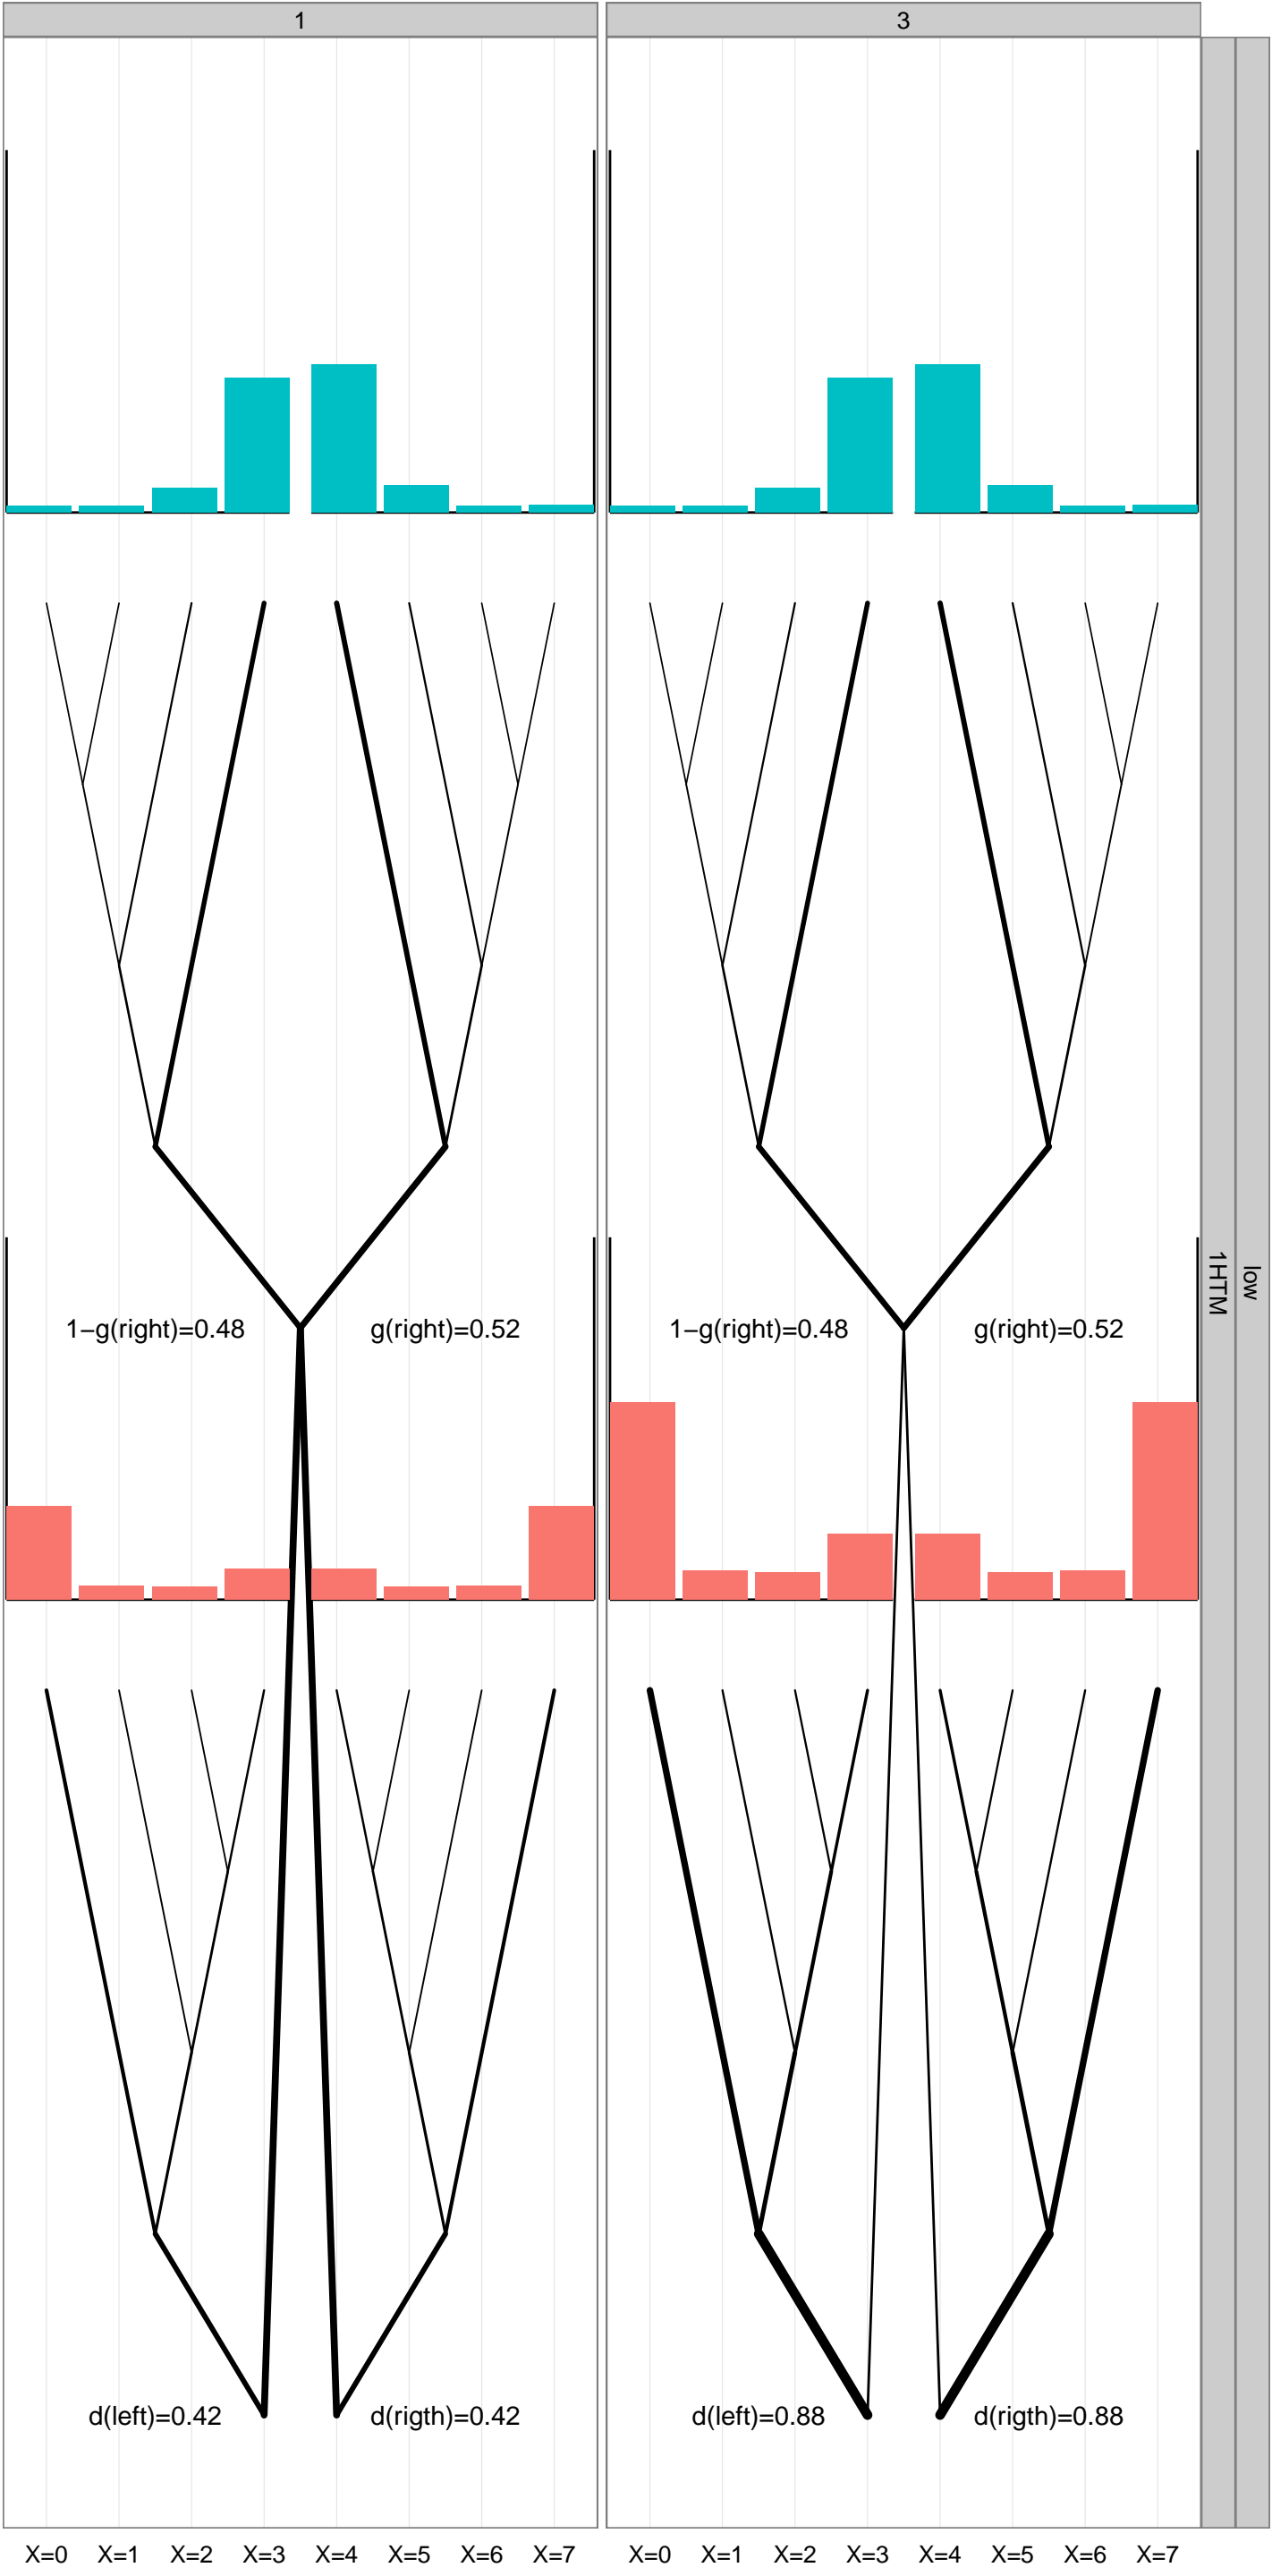 1
3
low
1HTM
1−g(right)=0.48
g(right)=0.52
1−g(right)=0.48
g(right)=0.52
d(left)=0.42
d(rigth)=0.42
d(left)=0.88
d(rigth)=0.88
X=0 X=1 X=2 X=3 X=4 X=5 X=6 X=7
X=0 X=1 X=2 X=3 X=4 X=5 X=6 X=7